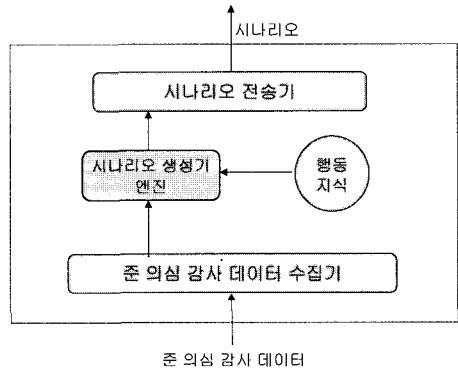 시나리오
시나리오 전송기
시나리오 생성기
엔진
행동
지식
준 의심 감사 데이터 수집기
준 의심 감사 데이터